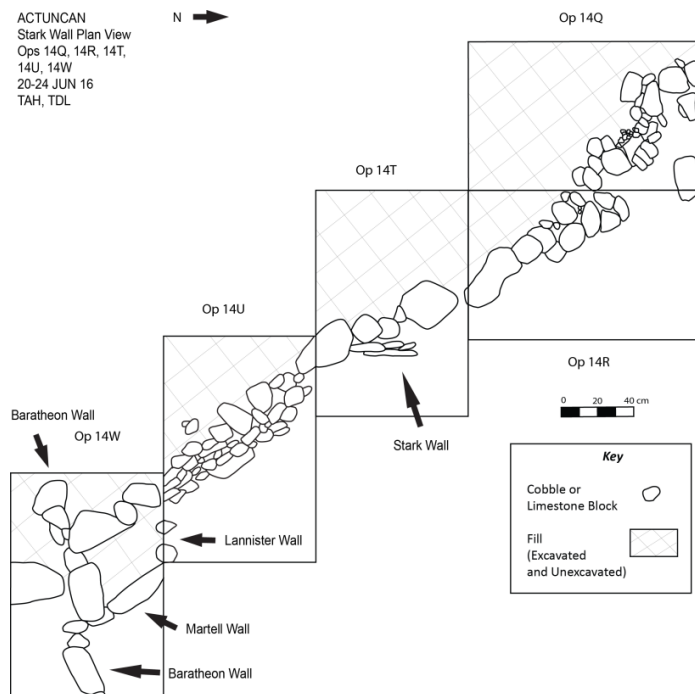 ACTUNCAN
Stark Wall Plan View
Ops 14Q, 14R, 14T,
14U, 14W
20-24 JUN 16
TAH, TDL
N
Op 14Q
Op 14T
Op 14U
Op 14R
Baratheon Wall
Op 14W
Stark Wall
0 20 40 cm
Key
Cobble or
Limestone Block
Fill
(Excavated
and Unexcavated)
Lannister Wall
Martell Wall
Baratheon Wall